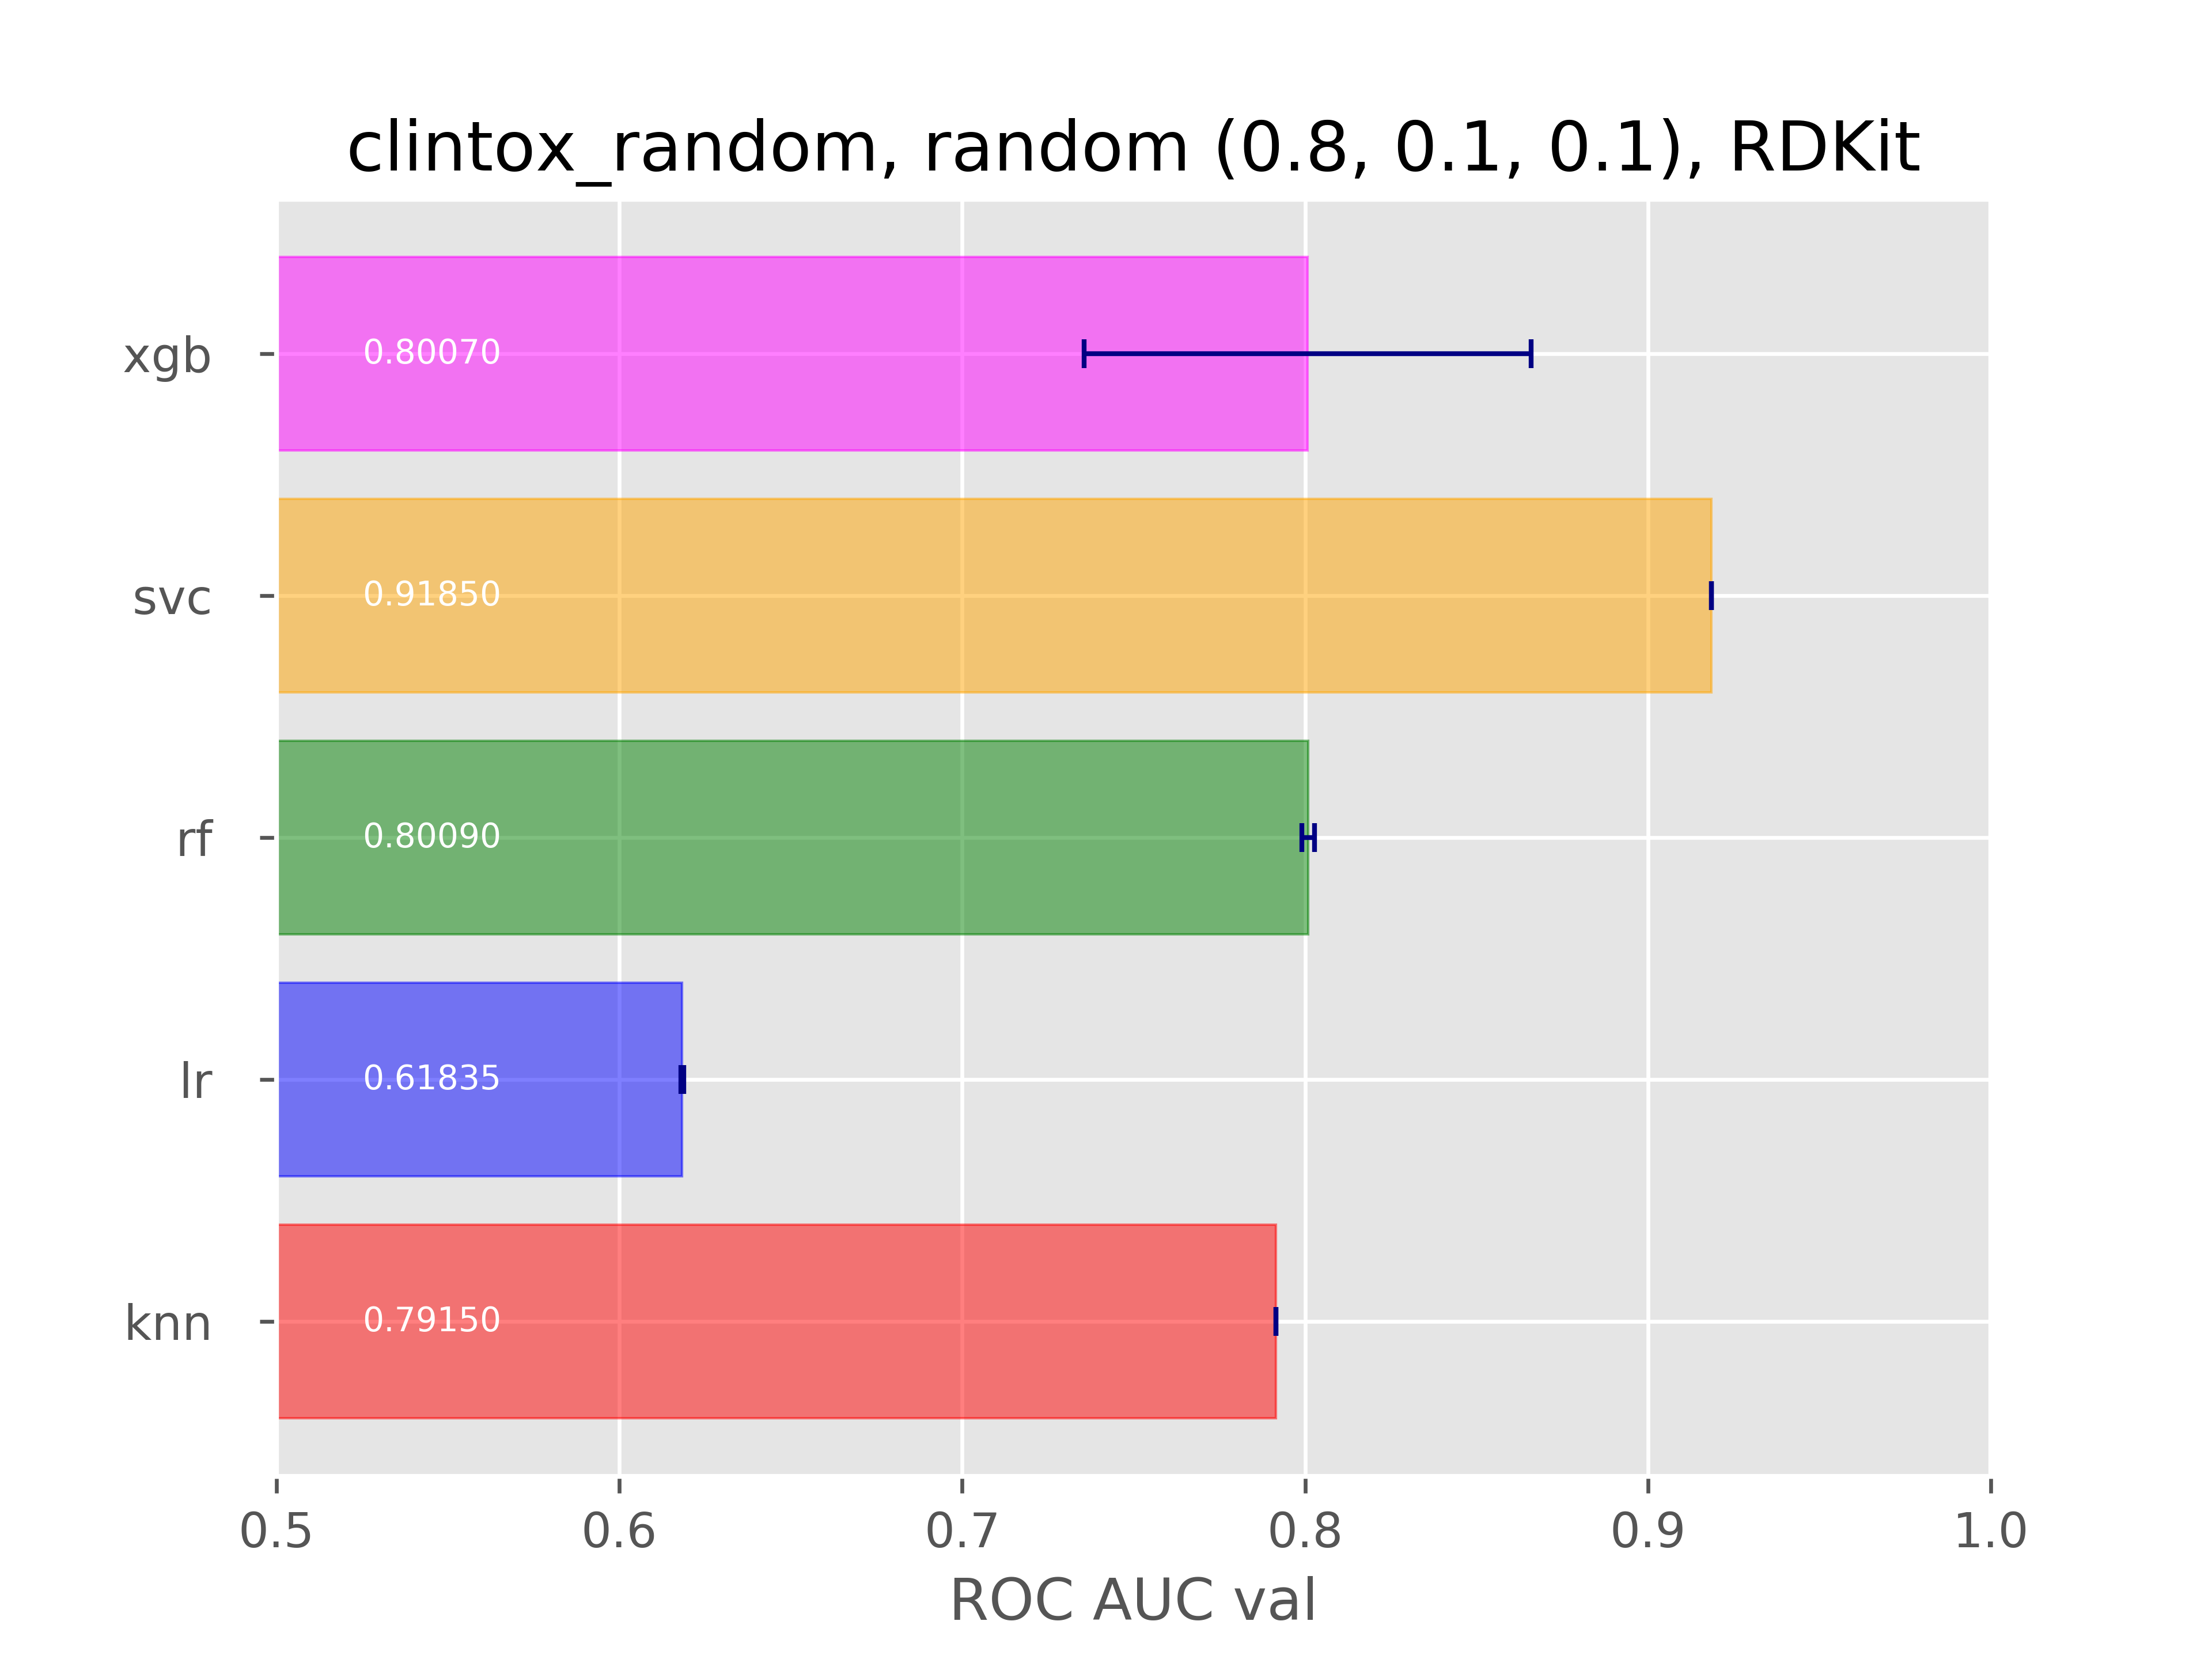 clintox_random, random (0.8, 0.1, 0.1), RDKit
xgb
0.80070
svc
0.91850
rf
0.80090
lr
0.61835
knn
0.79150
0.5 0.6 0.7 0.8 0.9 1.0
ROC AUC val